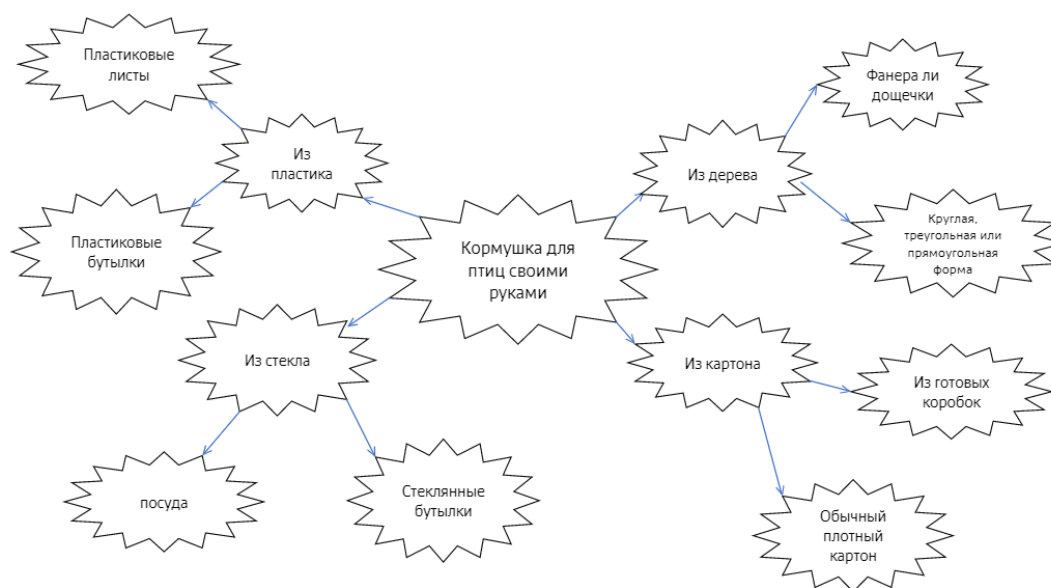 Пластиковые
листы
Из
пластика
Пластиковые
бутылки
Кормушка для
птиц своими
руками
Из дерева
Фанера ли
дощечки
Круглая,
треугольная или
прямоугольная
форма
Из стекла
посуда
Стеклянные
бутылки
Из картона
Из готовых
коробок
Обычный
плотный
картон